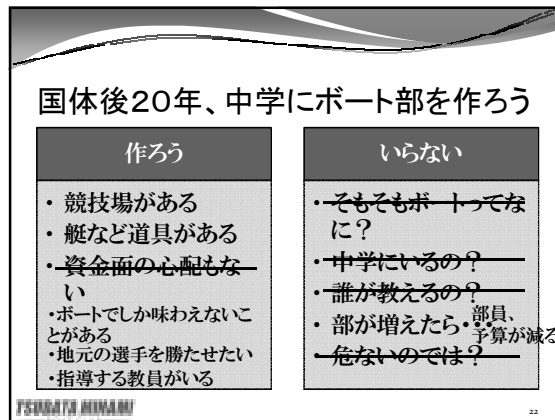 国体後20年、中学にボート部を作ろう
作ろう
・ 競技場がある
・ 艇など道具がある
・ 資金面の心配もな
い
・ボートでしか味わえないこ
とがある
・地元の選手を勝たせたい
・指導する教員がいる
いらない
・ そもそもボートってな
に？
・ 中学にいるの？
・ 誰が教えるの？
・ 部が増えたら・・・
部員、
予算が減る
・ 危ないのでは？
TSUBATA MINAMI
22